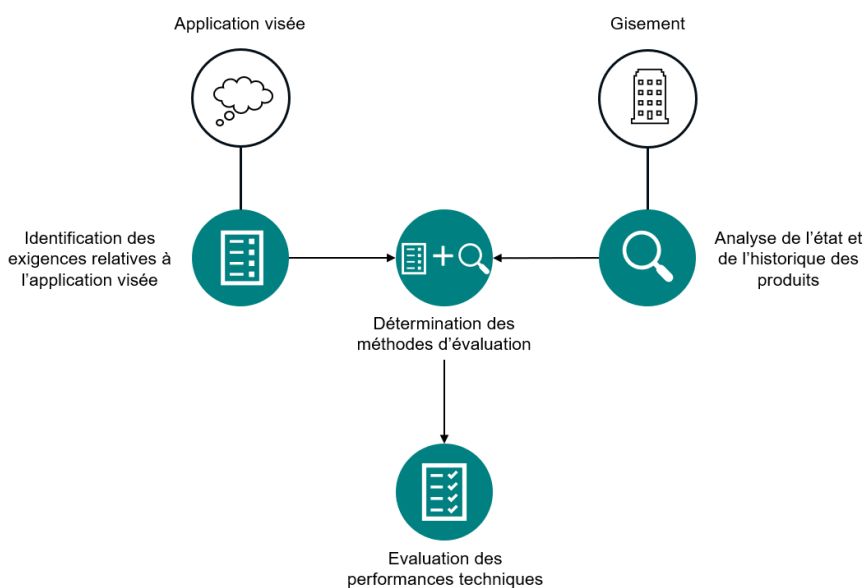 Application visée
Gisement
Identification des
exigences relatives à
l’application visée
Analyse de l’état et
de l’historique des
produits
Détermination des
méthodes d’évaluation
Evaluation des
performances techniques